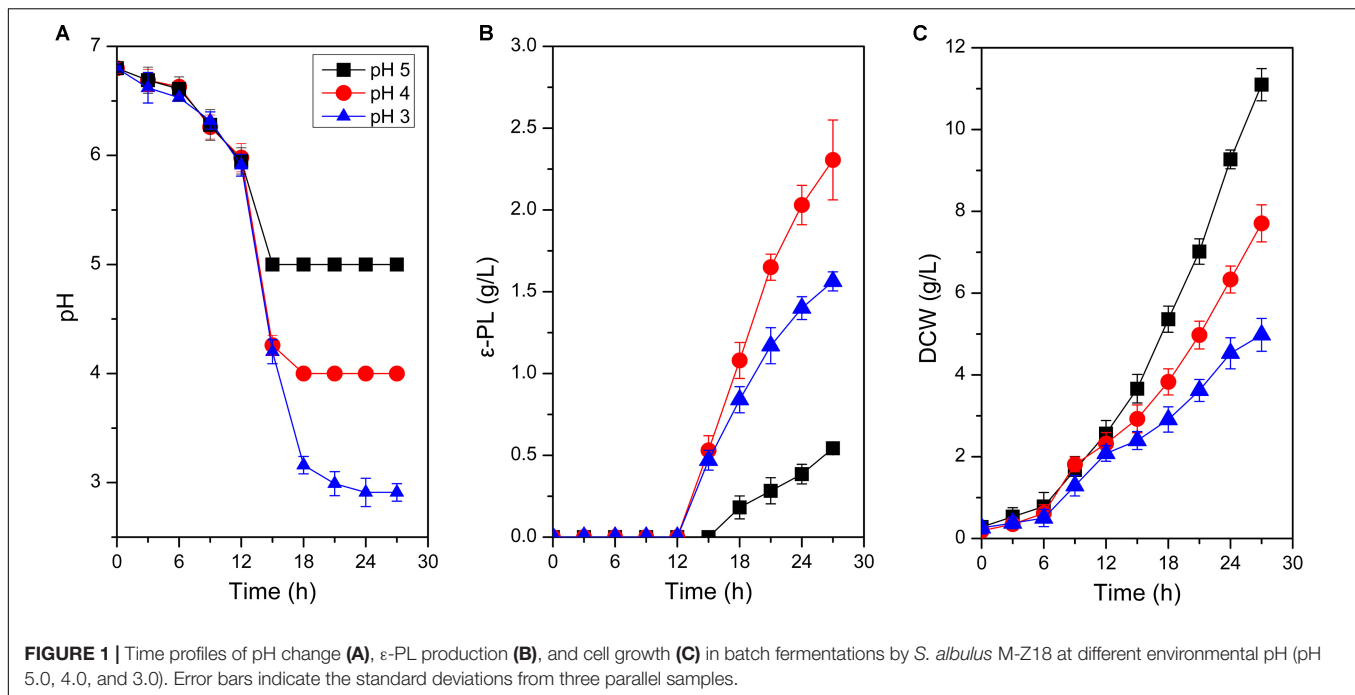 A
B
C
7
6
5
4
3
pH
0
6
12
18
24
30
Time (h)
pH 5
pH 4
pH 3
3.0
2.5
2.0
1.5
1.0
0.5
0.0
ε-PL (g/L)
0
6
12
18
24
30
Time (h)
12
10
8
6
4
2
0
DCW (g/L)
0
6
12
18
24
30
Time (h)
FIGURE 1 | Time profiles of pH change (A), ε-PL production (B), and cell growth (C) in batch fermentations by S. albulus M-Z18 at different environmental pH (pH
5.0, 4.0, and 3.0). Error bars indicate the standard deviations from three parallel samples.